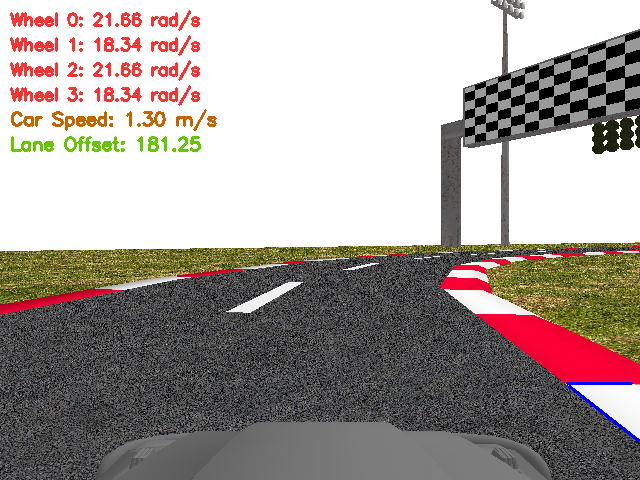 Wheel 0: 21.66 rad/s
Wheel 1: 18.34 rad/s
Wheel 2: 21.66 rad/s
Wheel 3: 18.34 rad/s
Car Speed: 1.30 m/s
Lane Offset: 181.25